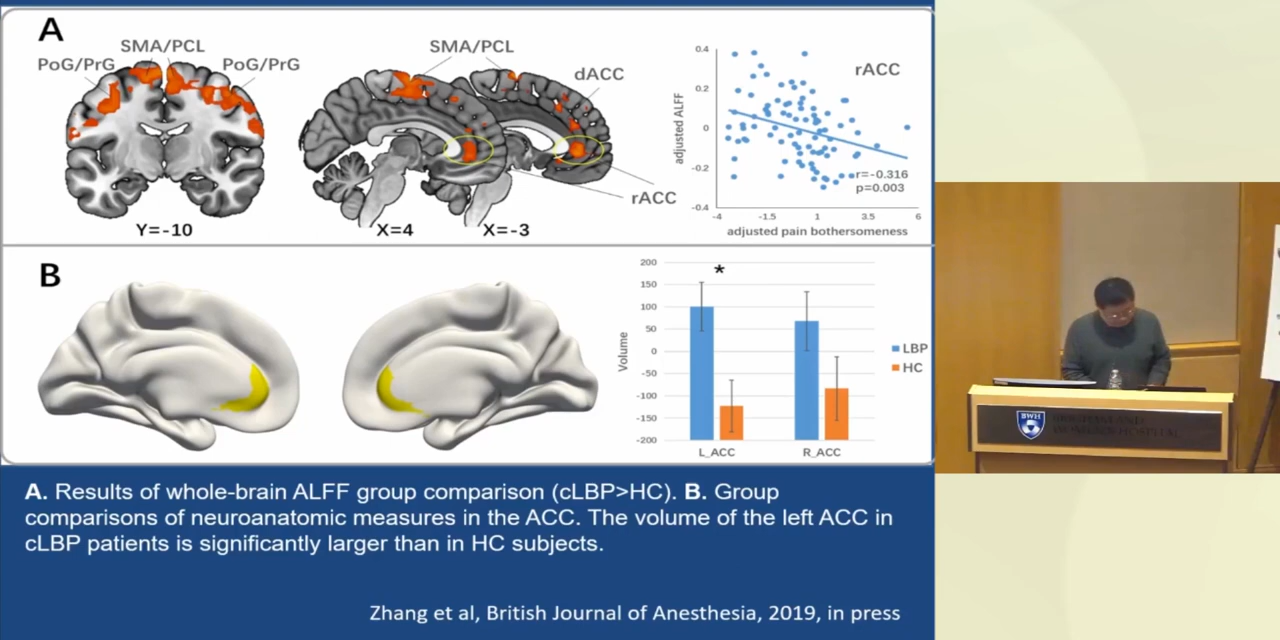 A
SMA/PCL
PoG/PrG
PoG/PrG
Y=-10
SMA/PCL
dACC
rACC
X=4
X=-3
rACC
adjusted ALFF
0.4
0.2
0
-0.2
-0.4
r=-0.316
p=0.003
-4
-1.5
1
3.5
6
adjusted pain bothersomeness
B
Volume
200
150
100
50
0
-50
-100
-150
-200
*
L_ACC
R_ACC
LBP
HC
BWH
A. Results of whole-brain ALFF group comparison (cLBP>HC). B. Group
comparisons of neuroanatomic measures in the ACC. The volume of the left ACC in
cLBP patients is significantly larger than in HC subjects.
Zhang et al, British Journal of Anesthesia, 2019, in press